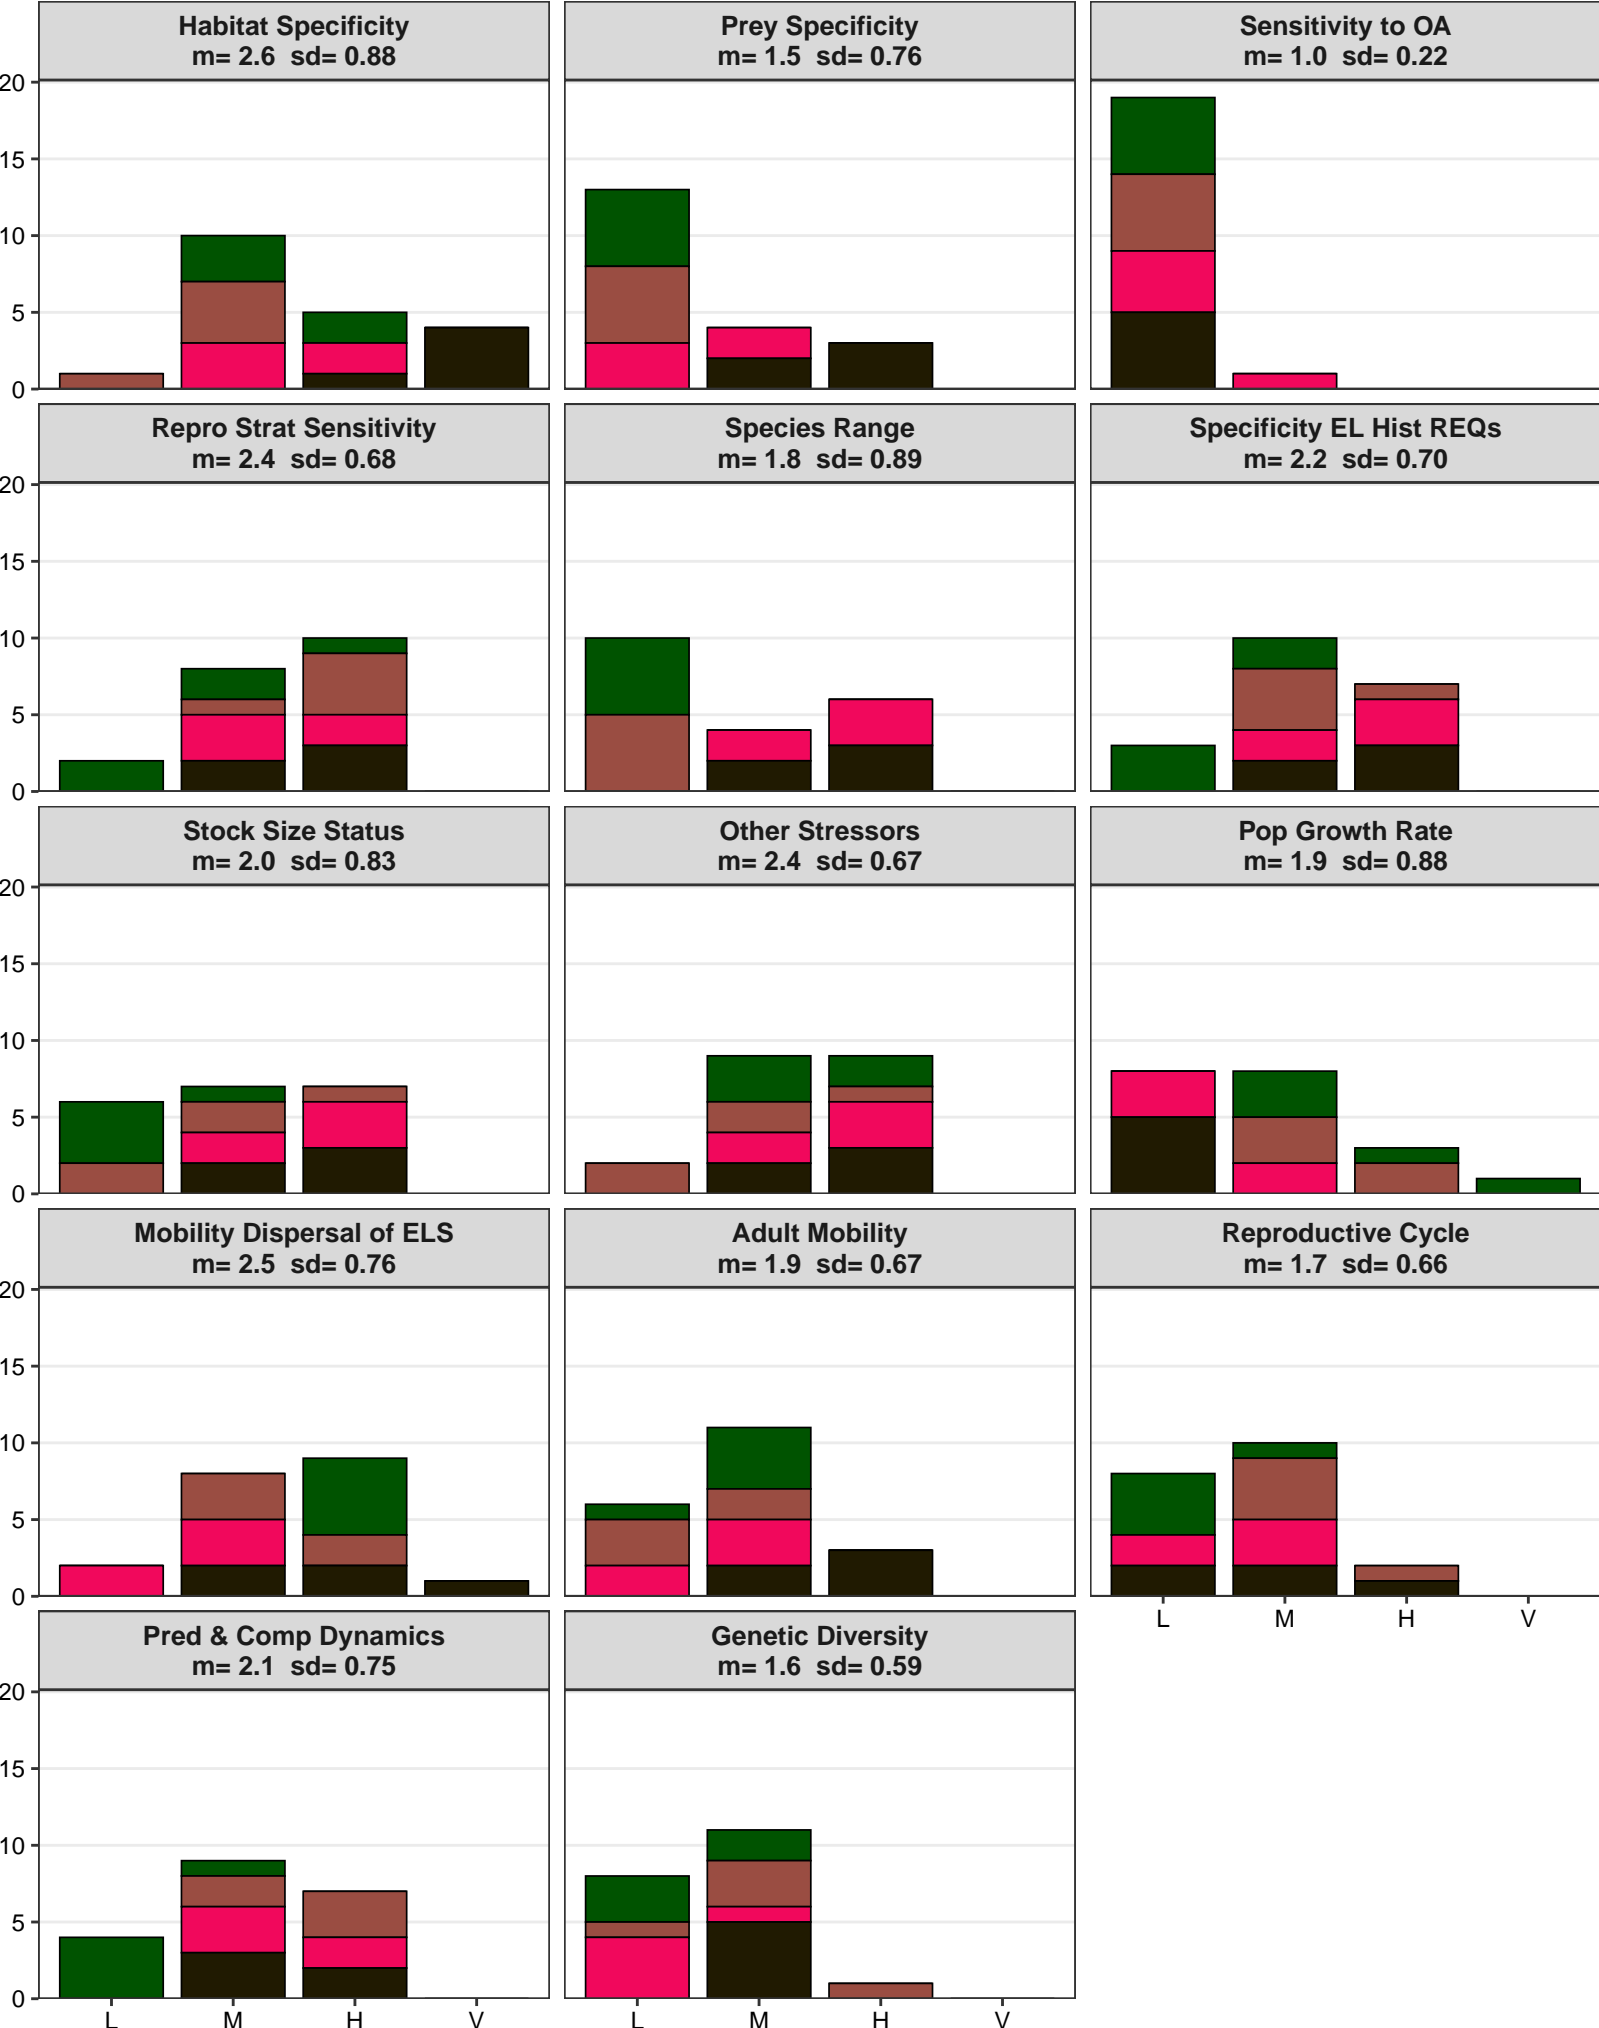 Habitat Specificity
m= 2.6 sd= 0.88
Prey Specificity
m= 1.5 sd= 0.76
Sensitivity to OA
m= 1.0 sd= 0.22
20
15
10
5
0
Repro Strat Sensitivity
m= 2.4 sd= 0.68
Species Range
m= 1.8 sd= 0.89
Specificity EL Hist REQs
m= 2.2 sd= 0.70
20
15
10
5
0
Stock Size Status
m= 2.0 sd= 0.83
Other Stressors
m= 2.4 sd= 0.67
Pop Growth Rate
m= 1.9 sd= 0.88
20
15
10
5
0
Mobility Dispersal of ELS
m= 2.5 sd= 0.76
Adult Mobility
m= 1.9 sd= 0.67
Reproductive Cycle
m= 1.7 sd= 0.66
20
15
10
5
0
L M H V
Pred & Comp Dynamics
m= 2.1 sd= 0.75
Genetic Diversity
m= 1.6 sd= 0.59
20
15
10
5
0
L M H V
L M H V